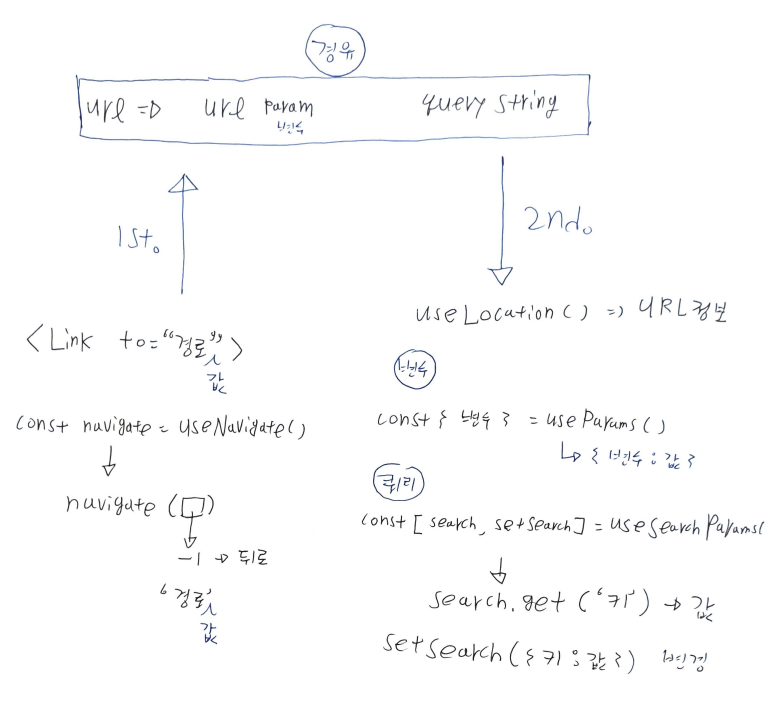 경유
url => url param query string
변수
1st.
2nd.
<Link to="경로">
값
const navigate = useNavigate()
navigate (□)
-1 → 뒤로
'경로'
값
useLocation() => URL정보
변수
const { 변수 } = useParams()
{ 변수 : 값 }
쿼리
const [ search, setSearch ] = useSearchParams(
search.get ('키') → 값
setSearch({ 키 : 값 }) 변경